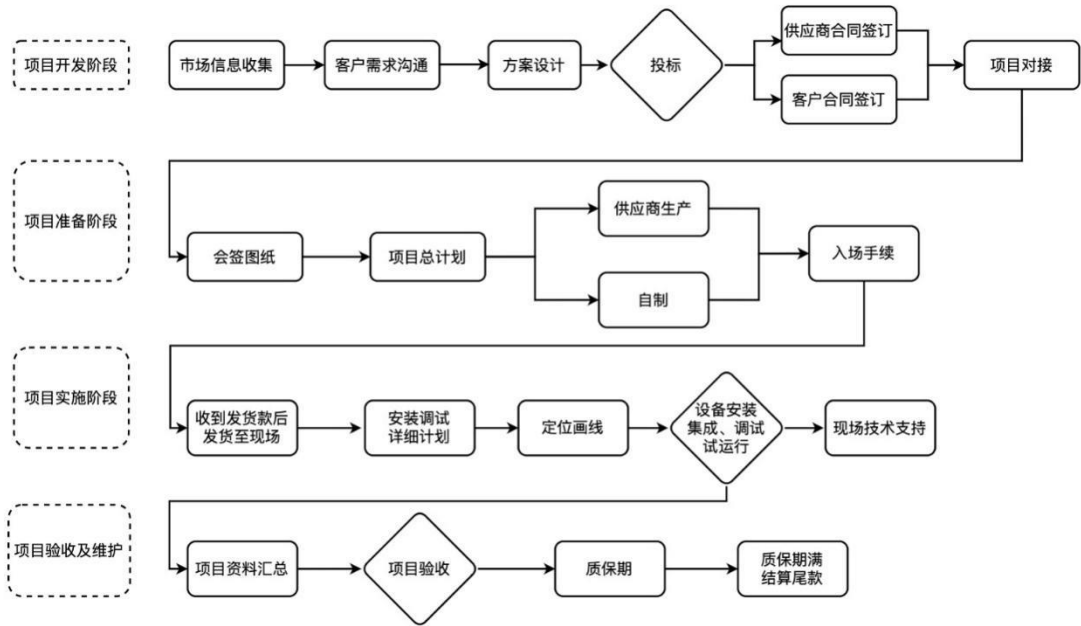 项目开发阶段
市场信息收集
客户需求沟通
方案设计
投标
供应商合同签订
客户合同签订
项目对接
项目准备阶段
会签图纸
项目总计划
供应商生产
自制
入场手续
项目实施阶段
收到发货款后
发货至现场
安装调试
详细计划
定位画线
设备安装
集成、调试
试运行
现场技术支持
项目验收及维护
项目资料汇总
项目验收
质保期
质保期满
结算尾款